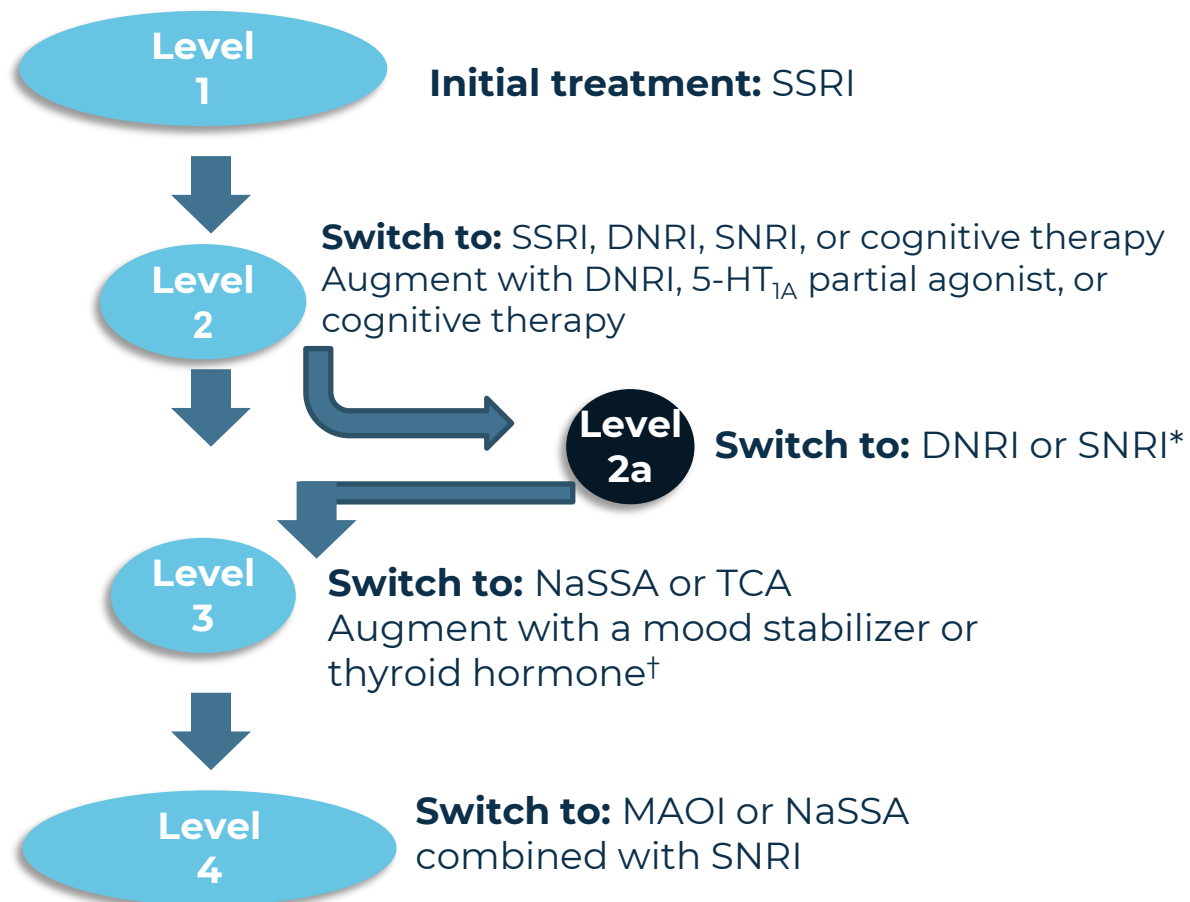 Level
1
Initial treatment: SSRI
Level
2
Switch to: SSRI, DNRI, SNRI, or cognitive therapy
Augment with DNRI, 5-HT1A partial agonist, or
cognitive therapy
Level
2a
Switch to: DNRI or SNRI*
Level
3
Switch to: NaSSA or TCA
Augment with a mood stabilizer or
thyroid hormone†
Level
4
Switch to: MAOI or NaSSA
combined with SNRI